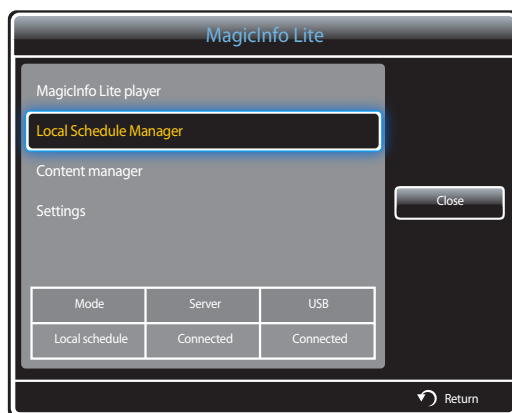 MagicInfo Lite
MagicInfo Lite player
Local Schedule Manager
Content manager
Settings
Close
Mode Server USB
Local schedule Connected Connected
Return